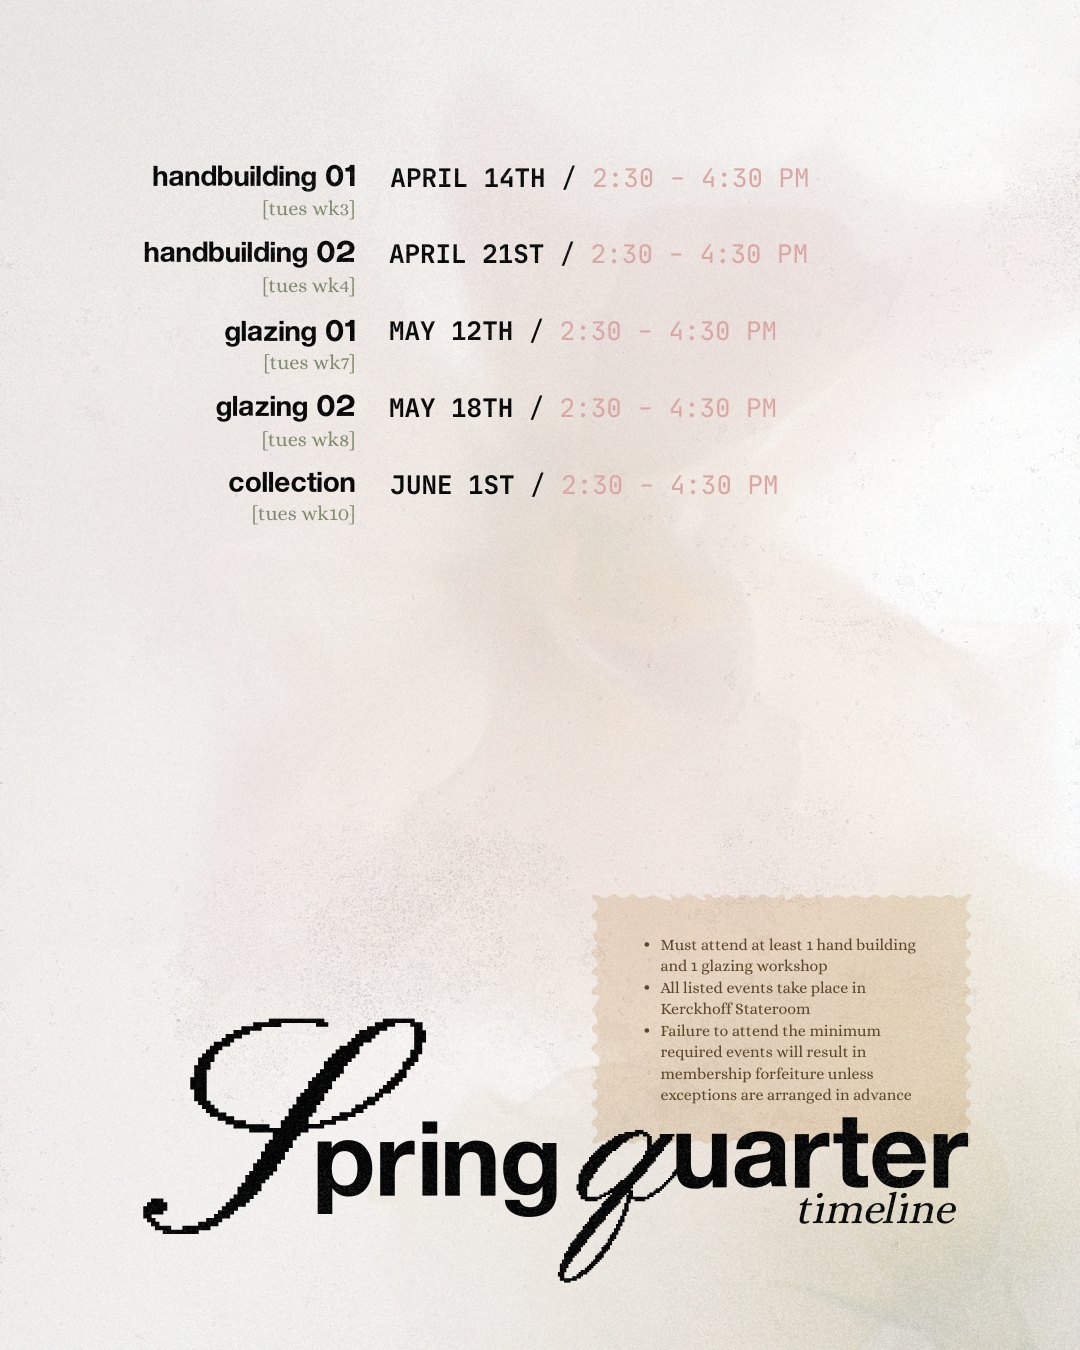 handbuilding 01 APRIL 14TH / 2:30 - 4:30 PM
[tues wk3]
handbuilding 02 APRIL 21ST / 2:30 - 4:30 PM
[tues wk4]
glazing 01 MAY 12TH / 2:30 - 4:30 PM
[tues wk7]
glazing 02 MAY 18TH / 2:30 - 4:30 PM
[tues wk8]
collection JUNE 1ST / 2:30 - 4:30 PM
[tues wk10]
• Must attend at least 1 hand building
and 1 glazing workshop
• All listed events take place in
Kerckhoff Stateroom
• Failure to attend the minimum
required events will result in
membership forfeiture unless
exceptions are arranged in advance
Spring quarter
timeline